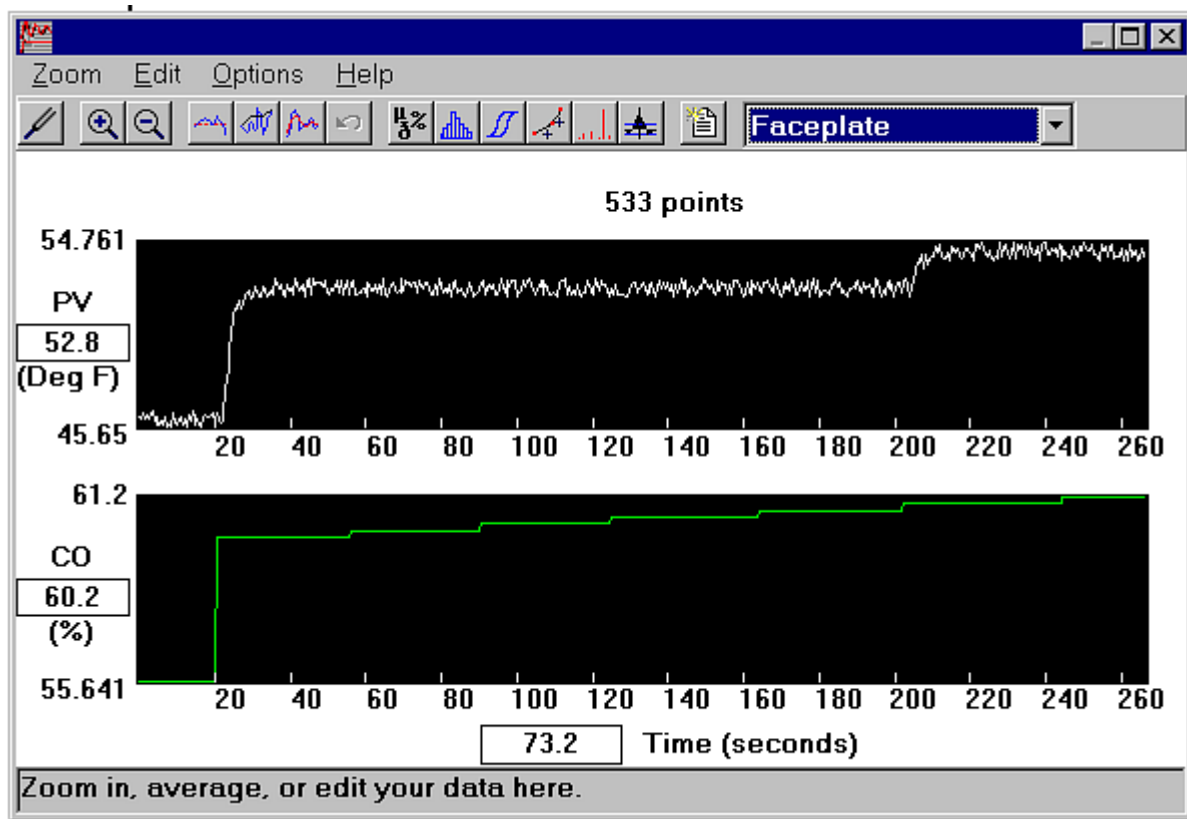 Zoom Edit Options Help
Faceplate
533 points
54.761
PV
52.8
(Deg F)
45.65
20 40 60 80 100 120 140 160 180 200 220 240 260
61.2
CO
60.2
(%)
55.641
20 40 60 80 100 120 140 160 180 200 220 240 260
73.2 Time (seconds)
Zoom in, average, or edit your data here.